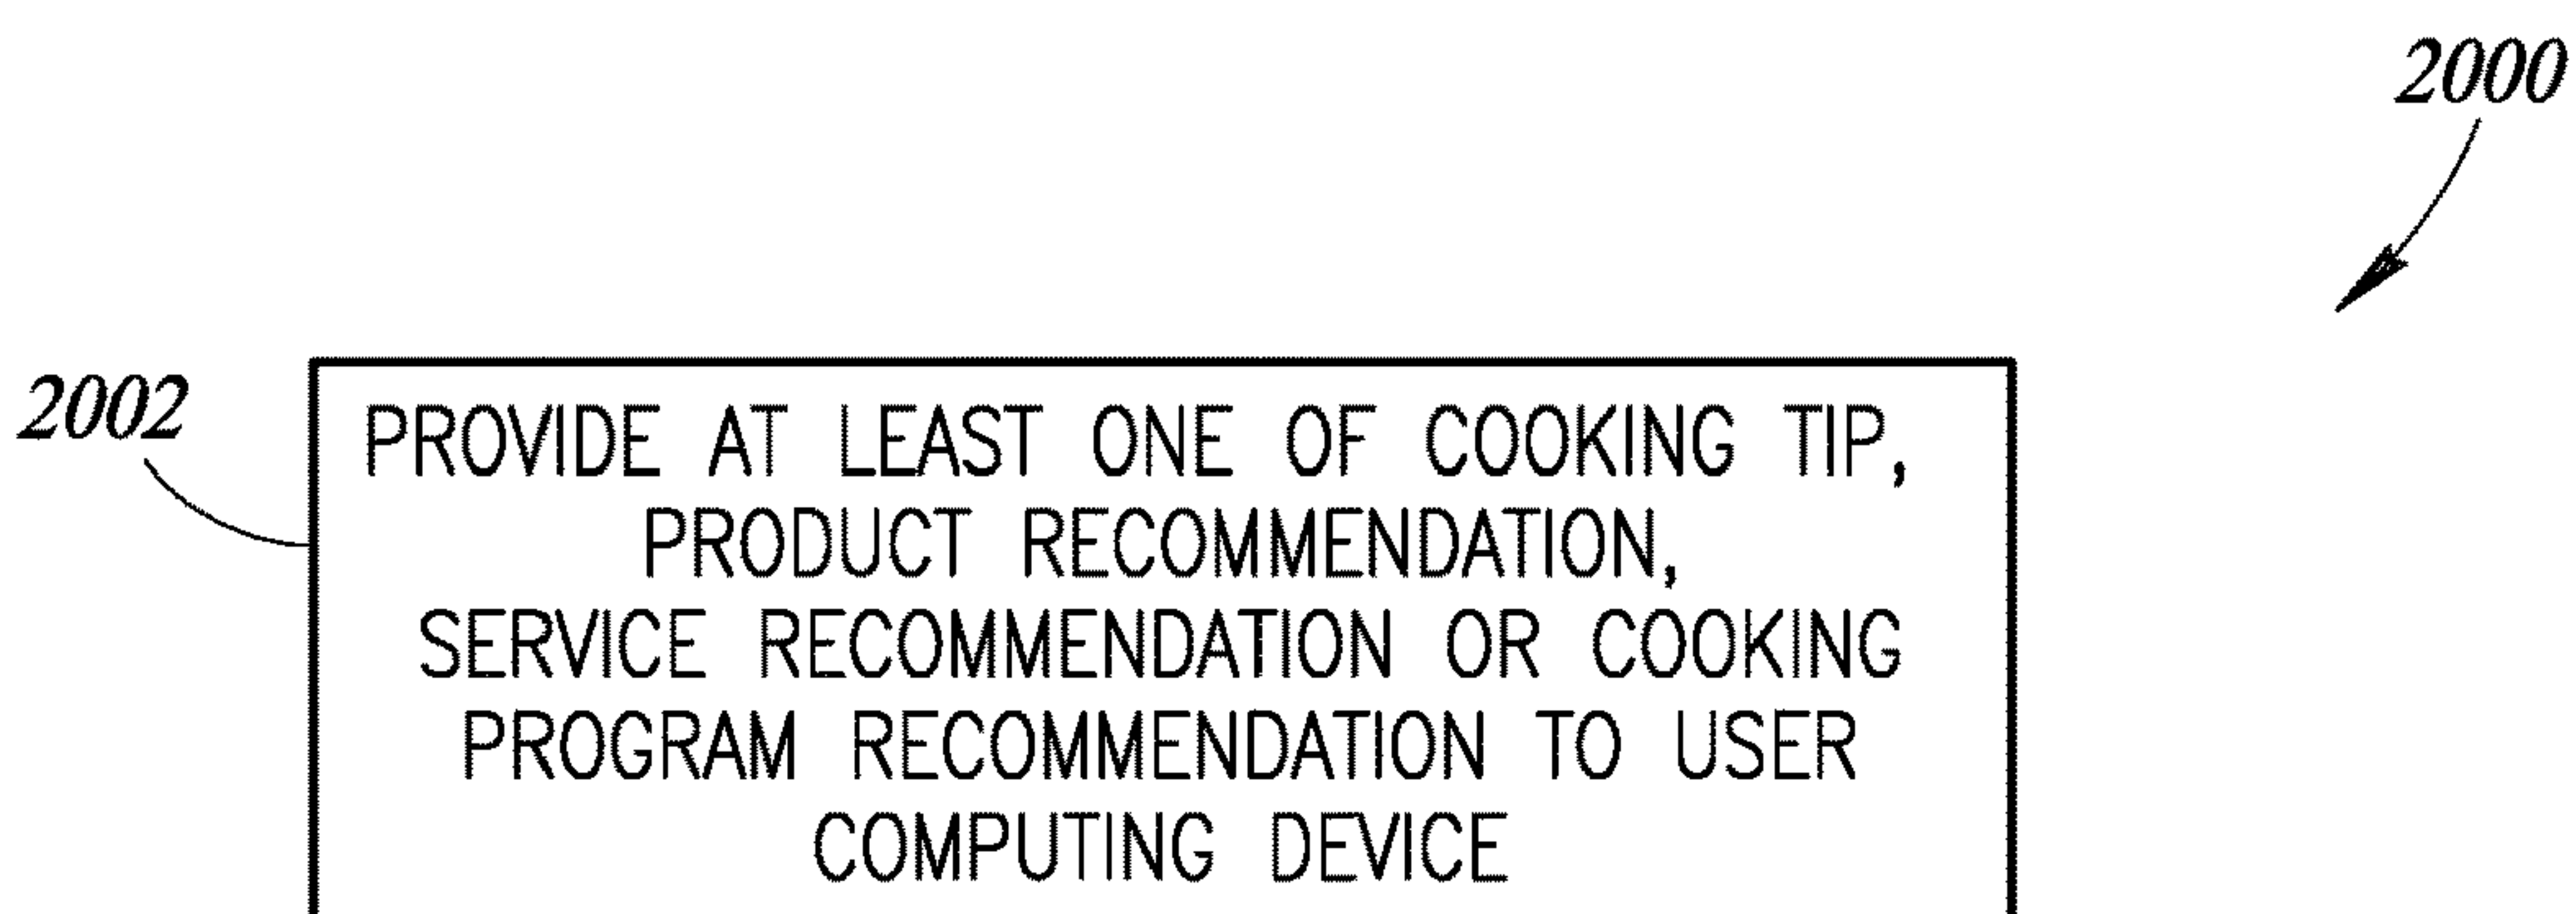 2000
2002
PROVIDE AT LEAST ONE OF COOKING TIP,
PRODUCT RECOMMENDATION,
SERVICE RECOMMENDATION OR COOKING
PROGRAM RECOMMENDATION TO USER
COMPUTING DEVICE